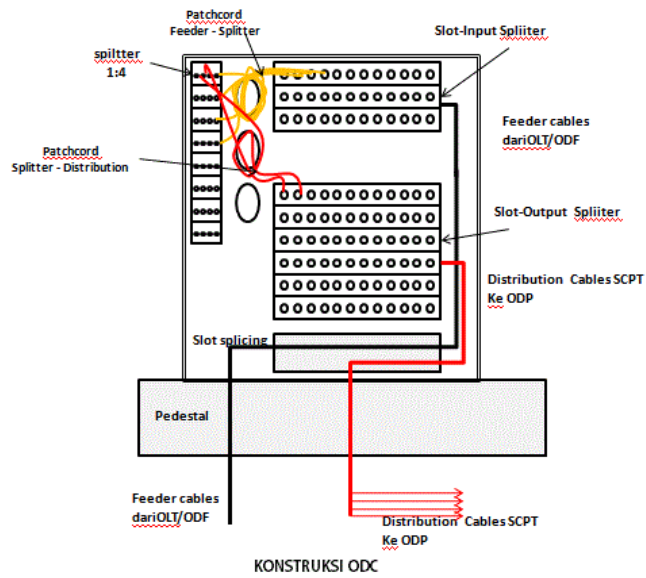 Patchcord
Feeder - Splitter
Slot-Input Spliiter
spiltter
1:4
Feeder cables
dariOLT/ODF
Patchcord
Splitter - Distribution
Slot-Output Spliiter
Distribution Cables SCPT
Ke ODP
Slot splicing
Pedestal
Feeder cables
dariOLT/ODF
Distribution Cables SCPT
Ke ODP
KONSTRUKSI ODC